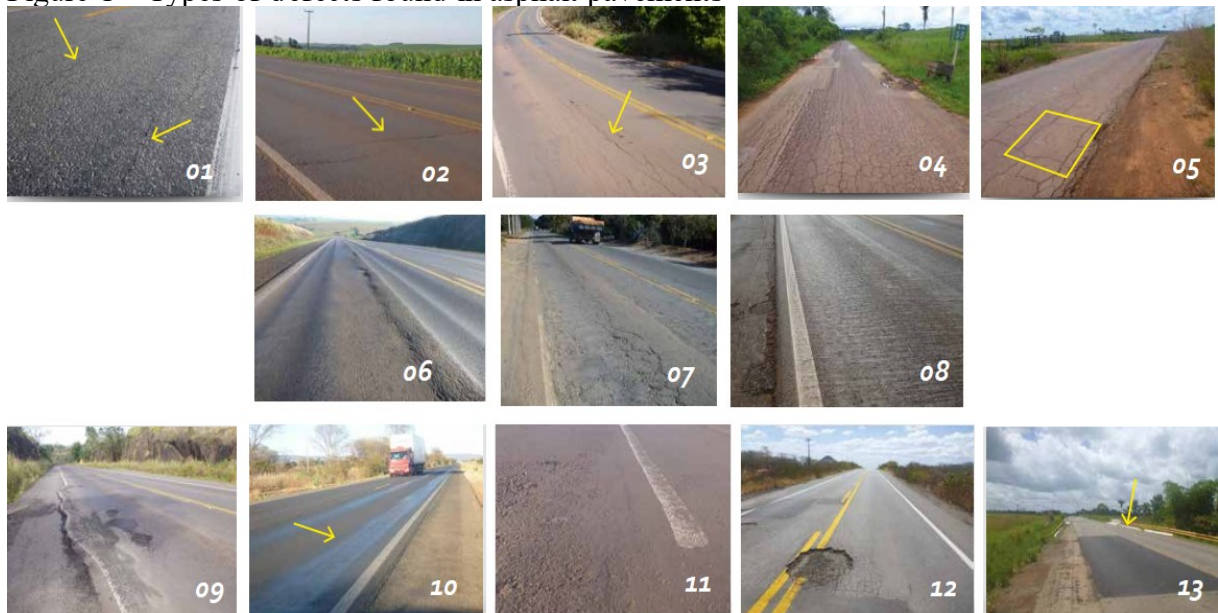 Figure – Types of defects found in asphalt pavements
01 02 03 04 05
06 07 08
09 10 11 12 13